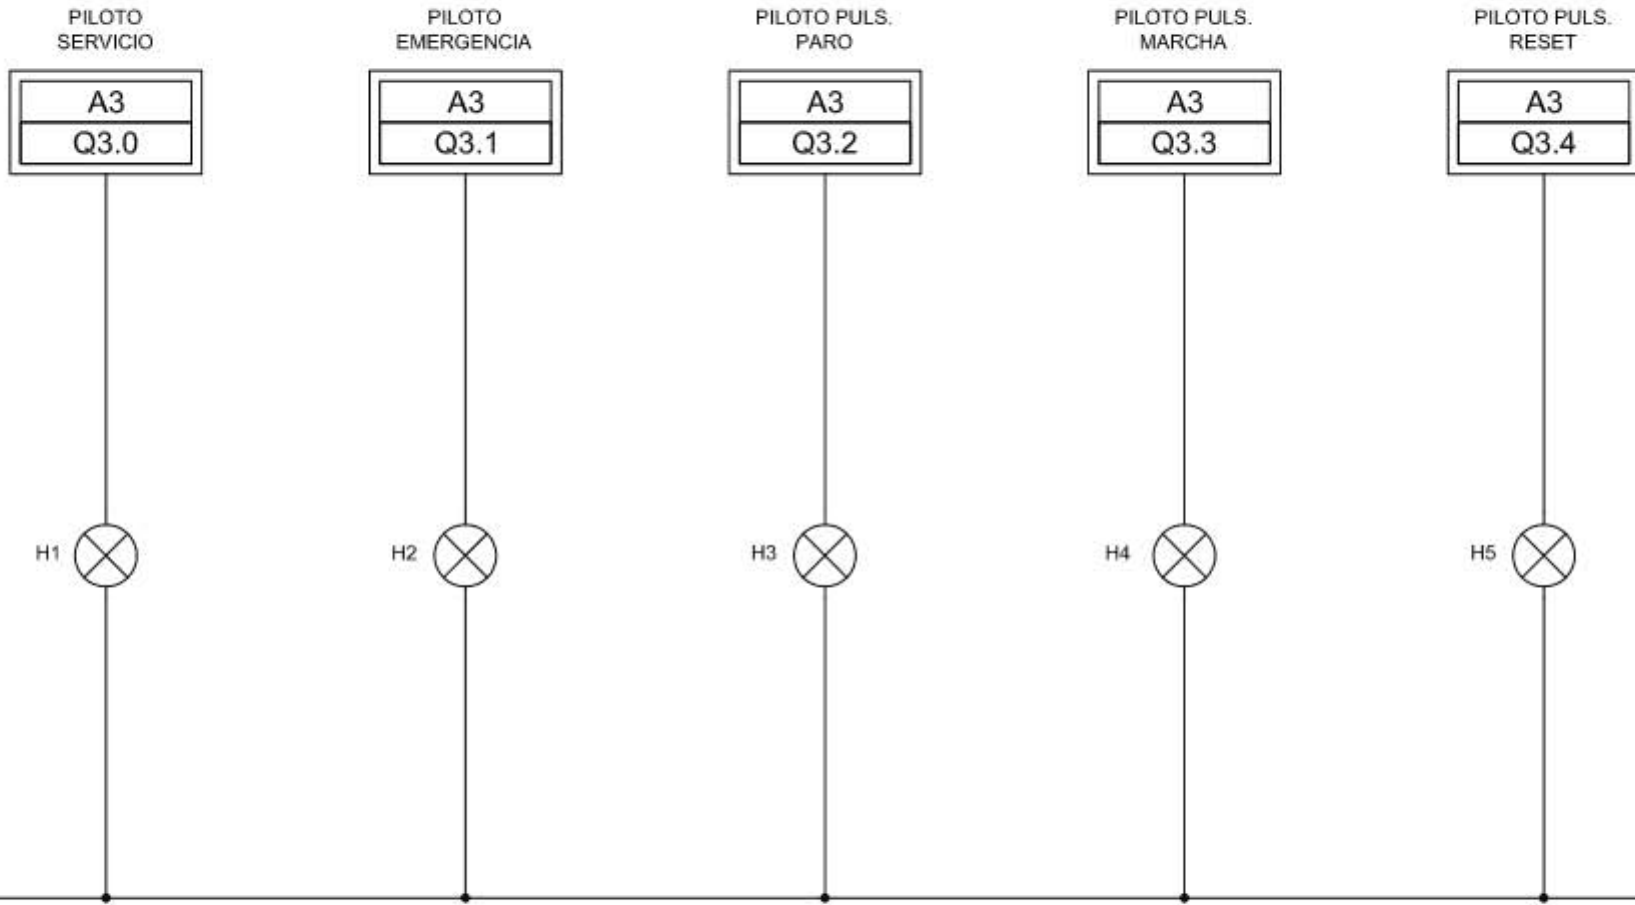 PILOTO
SERVICIO
A3
Q3.0
H1
PILOTO
EMERGENCIA
A3
Q3.1
H2
PILOTO PULS.
PARO
A3
Q3.2
H3
PILOTO PULS.
MARCHA
A3
Q3.3
H4
PILOTO PULS.
RESET
A3
Q3.4
H5